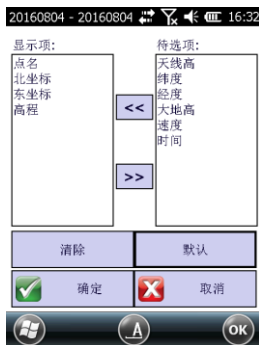 20160804 - 20160804 16:32
显示项:
点名
北坐标
东坐标
高程
<<
>>
待选项:
天线高
纬度
经度
大地高
速度
时间
清除 默认
确定 取消
A OK